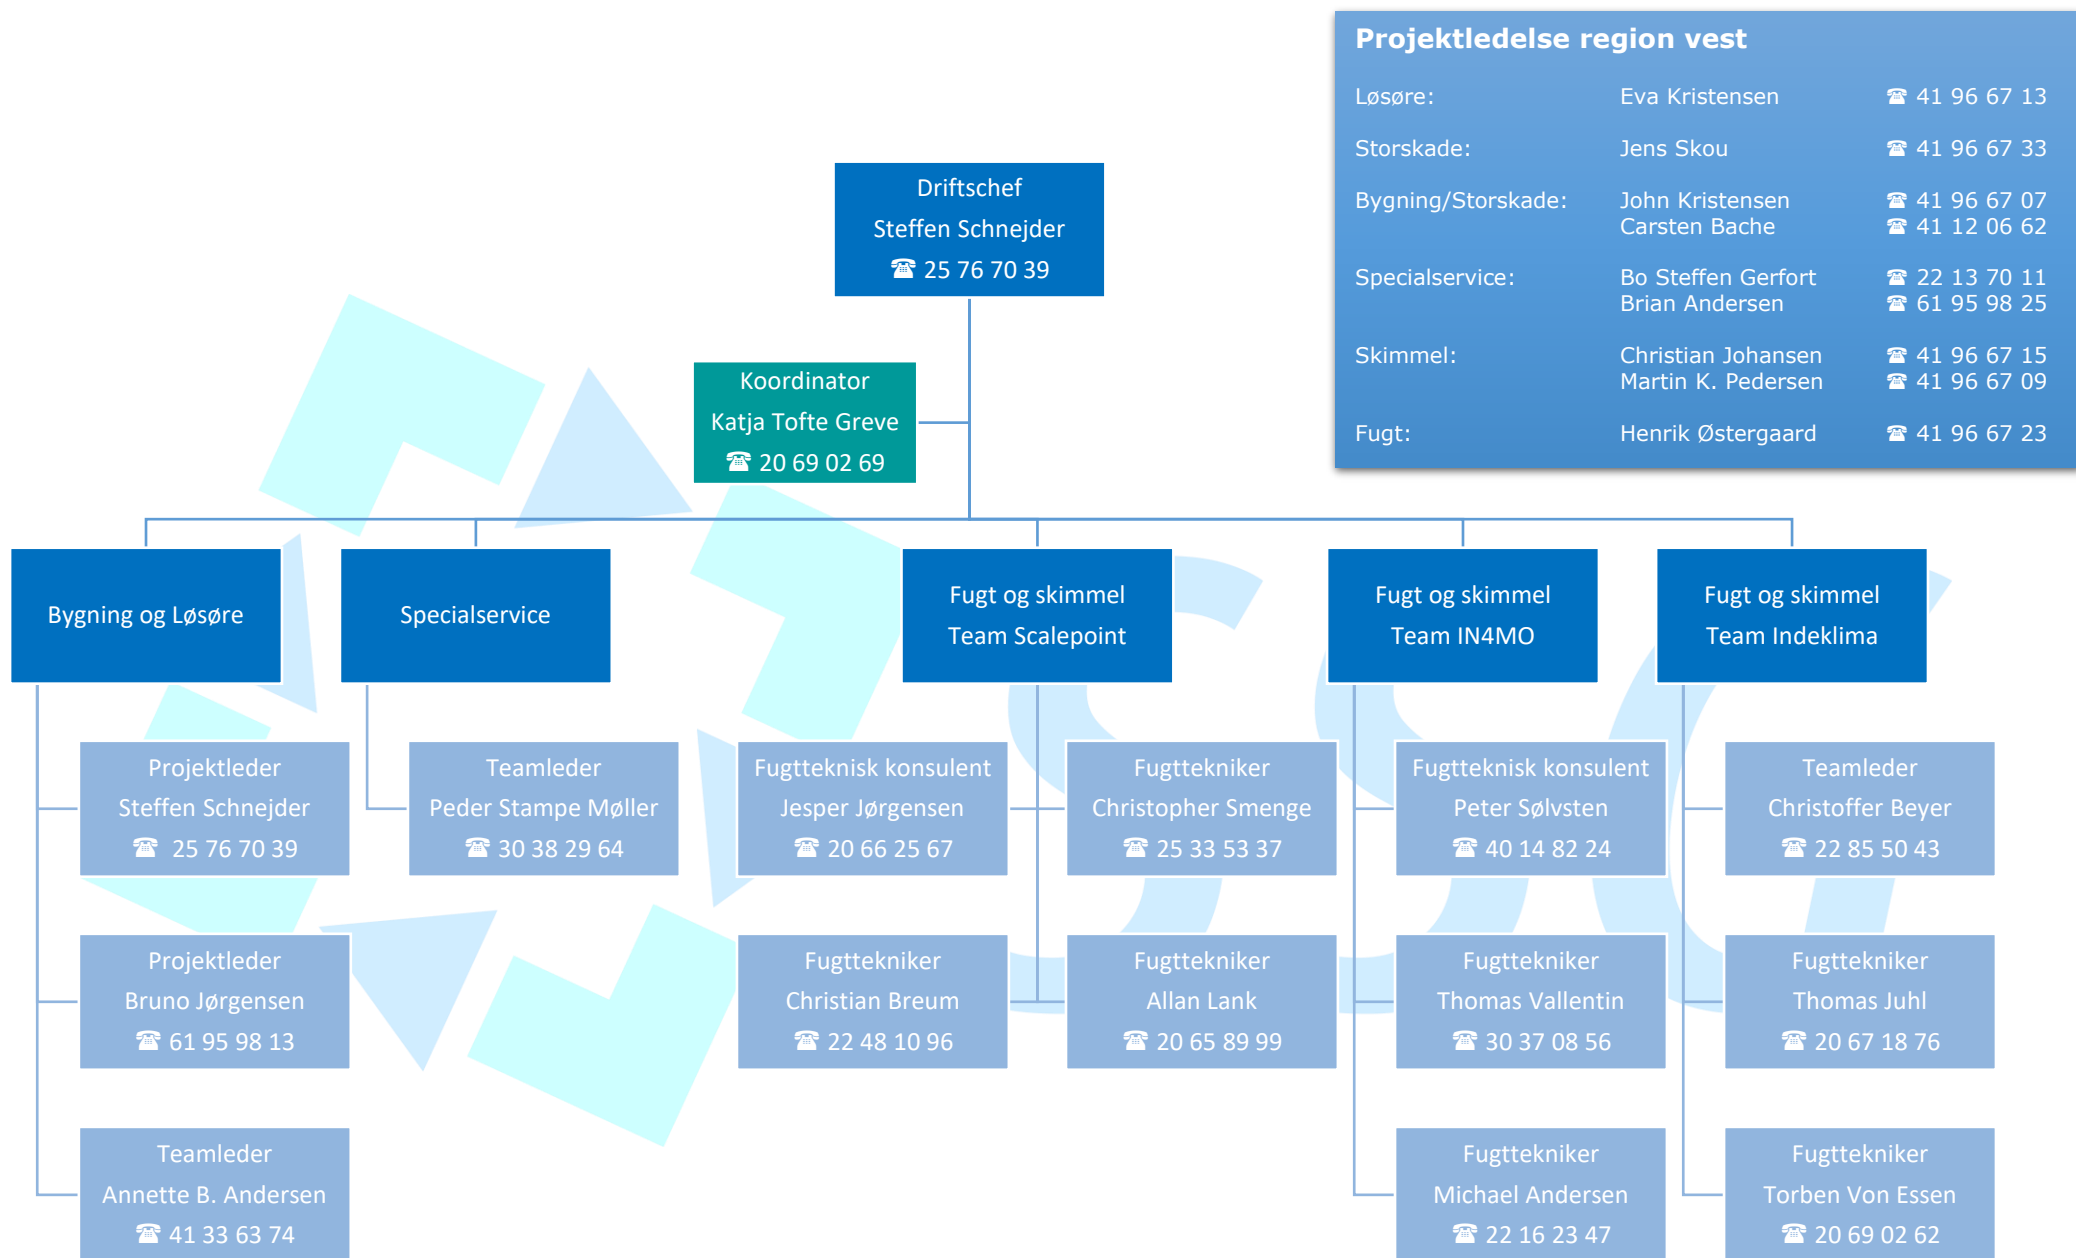 Projektledelse region vest
Løsøre: Eva Kristensen ☎ 41 96 67 13
Storskade: Jens Skou ☎ 41 96 67 33
Bygning/Storskade: John Kristensen ☎ 41 96 67 07
Carsten Bache ☎ 41 12 06 62
Specialservice: Bo Steffen Gerfort ☎ 22 13 70 11
Brian Andersen ☎ 61 95 98 25
Skimmel: Christian Johansen ☎ 41 96 67 15
Martin K. Pedersen ☎ 41 96 67 09
Fugt: Henrik Østergaard ☎ 41 96 67 23
Driftschef
Steffen Schnejder
☎ 25 76 70 39
Koordinator
Katja Tofte Greve
☎ 20 69 02 69
Bygning og Løsøre
Projektleder
Steffen Schnejder
☎ 25 76 70 39
Projektleder
Bruno Jørgensen
☎ 61 95 98 13
Teamleder
Annette B. Andersen
☎ 41 33 63 74
Specialservice
Teamleder
Peder Stampe Møller
☎ 30 38 29 64
Fugt og skimmel
Team Scalepoint
Fugtteknisk konsulent
Jesper Jørgensen
☎ 20 66 25 67
Fugttekniker
Christopher Smenge
☎ 25 33 53 37
Fugttekniker
Christian Breum
☎ 22 48 10 96
Fugttekniker
Allan Lank
☎ 20 65 89 99
Fugt og skimmel
Team IN4MO
Fugtteknisk konsulent
Peter Sølvsten
☎ 40 14 82 24
Fugttekniker
Thomas Vallentin
☎ 30 37 08 56
Fugttekniker
Michael Andersen
☎ 22 16 23 47
Fugt og skimmel
Team Indeklima
Teamleder
Christoffer Beyer
☎ 22 85 50 43
Fugttekniker
Thomas Juhl
☎ 20 67 18 76
Fugttekniker
Torben Von Essen
☎ 20 69 02 62